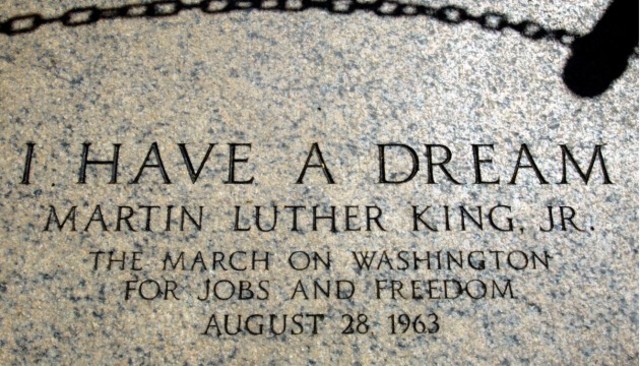 I HAVE A DREAM
MARTIN LUTHER KING, JR.
THE MARCH ON WASHINGTON
FOR JOBS AND FREEDOM
AUGUST 28, 1963